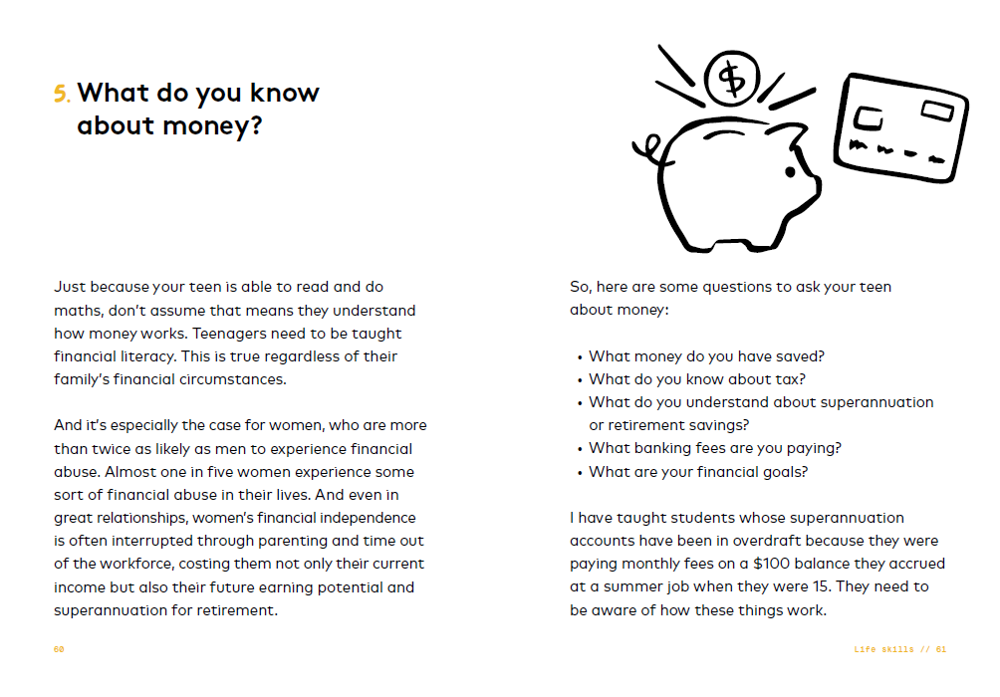 5. What do you know
about money?
Just because your teen is able to read and do
maths, don’t assume that means they understand
how money works. Teenagers need to be taught
financial literacy. This is true regardless of their
family’s financial circumstances.
And it’s especially the case for women, who are more
than twice as likely as men to experience financial
abuse. Almost one in five women experience some
sort of financial abuse in their lives. And even in
great relationships, women’s financial independence
is often interrupted through parenting and time out
of the workforce, costing them not only their current
income but also their future earning potential and
superannuation for retirement.
60
$
So, here are some questions to ask your teen
about money:
• What money do you have saved?
• What do you know about tax?
• What do you understand about superannuation
or retirement savings?
• What banking fees are you paying?
• What are your financial goals?
I have taught students whose superannuation
accounts have been in overdraft because they were
paying monthly fees on a $100 balance they accrued
at a summer job when they were 15. They need to
be aware of how these things work.
Life skills // 61